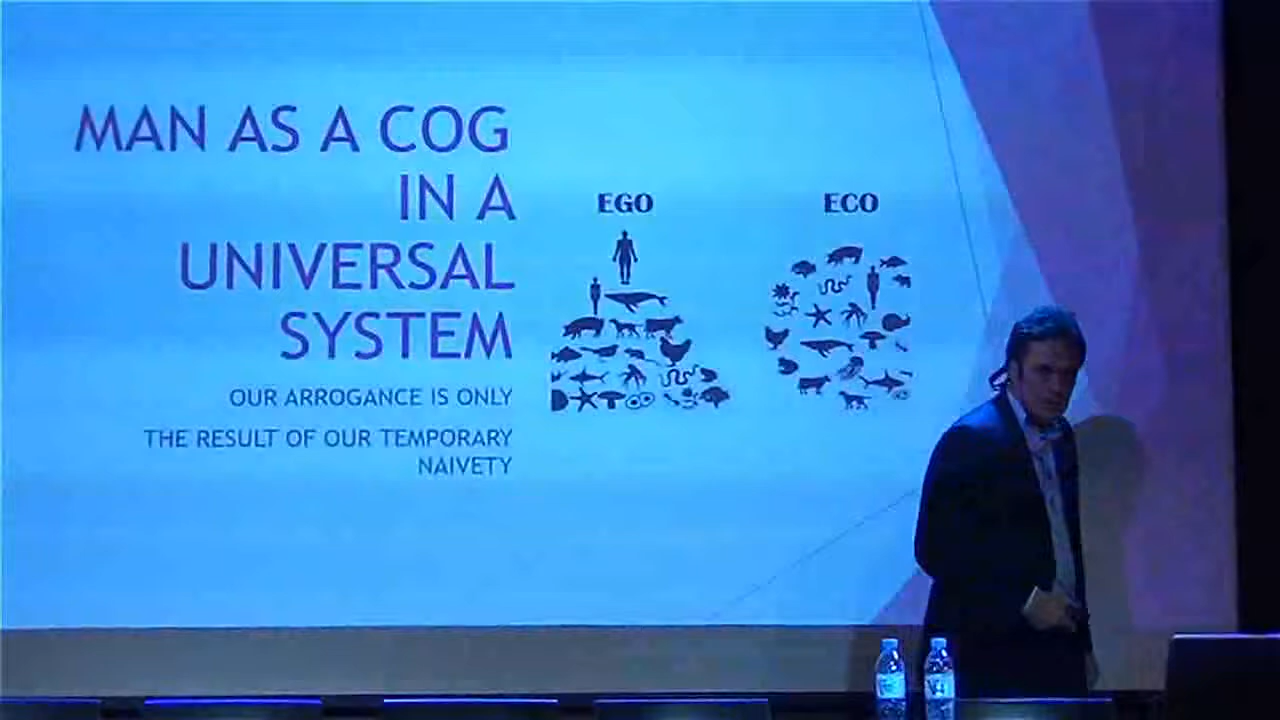 MAN AS A COG
IN A
UNIVERSAL
SYSTEM
OUR ARROGANCE IS ONLY
THE RESULT OF OUR TEMPORARY
NAIVETY
EGO
ECO